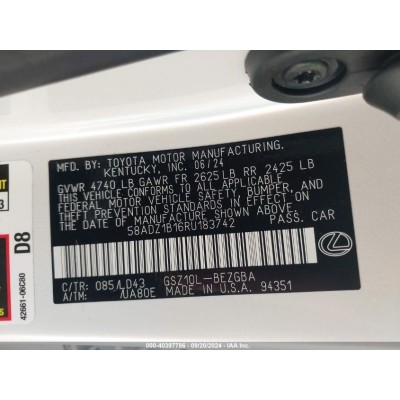 MFD. BY: TOYOTA MOTOR MANUFACTURING,
KENTUCKY, INC. 06/24
GVWR 4740 LB GAWR FR 2625 LB RR 2425 LB
THIS VEHICLE CONFORMS TO ALL APPLICABLE
FEDERAL MOTOR VEHICLE SAFETY, BUMPER, AND
THEFT PREVENTION STANDARDS IN EFFECT ON
THE DATE OF MANUFACTURE SHOWN ABOVE.
58ADZ1B16RU183742 PASS. CAR
C/TR: 085/LD43 GSZ10L-BEZGBA
A/TM: /UA80E MADE IN U.S.A. 94351
D8
42661-06C80
3
000-40397786 - 09/20/2024 - IAA Inc.